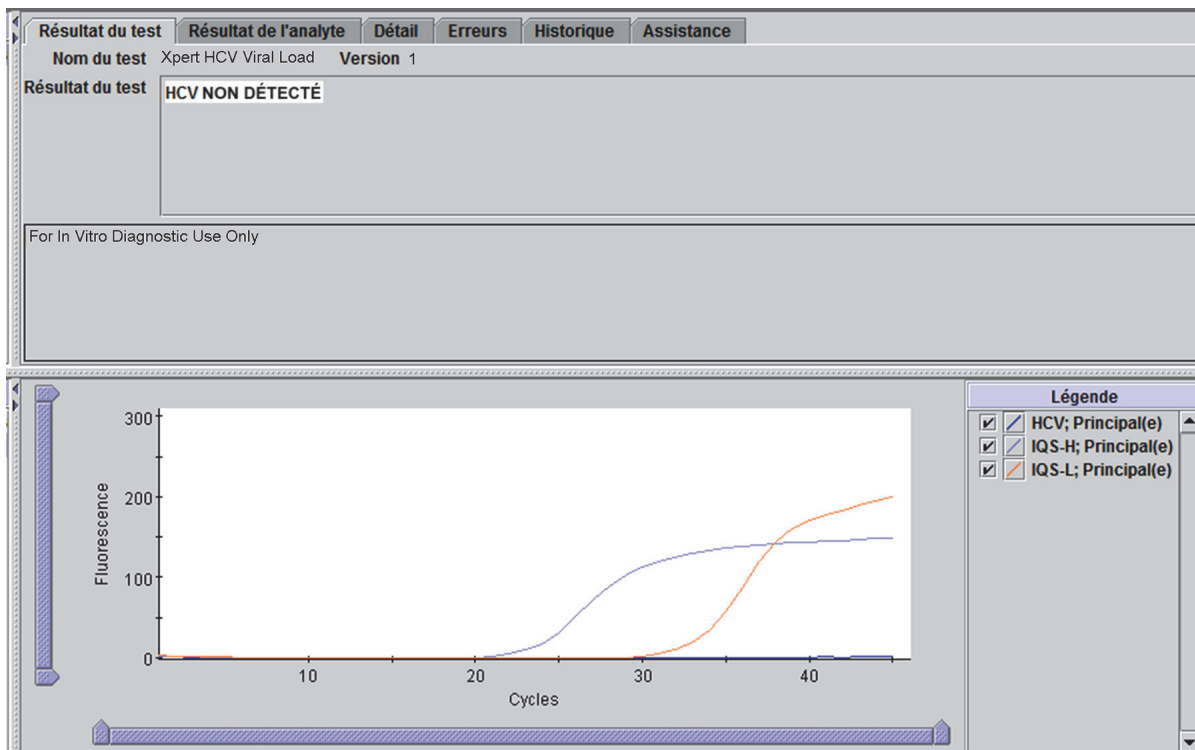 Résultat du test Résultat de l'analyte Détail Erreurs Historique Assistance
Nom du test Xpert HCV Viral Load Version 1
Résultat du test HCV NON DÉTECTÉ
For In Vitro Diagnostic Use Only
Légende
HCV; Principal(e)
IQS-H; Principal(e)
IQS-L; Principal(e)
Fluorescence
300
200
100
0
10 20 30 40
Cycles